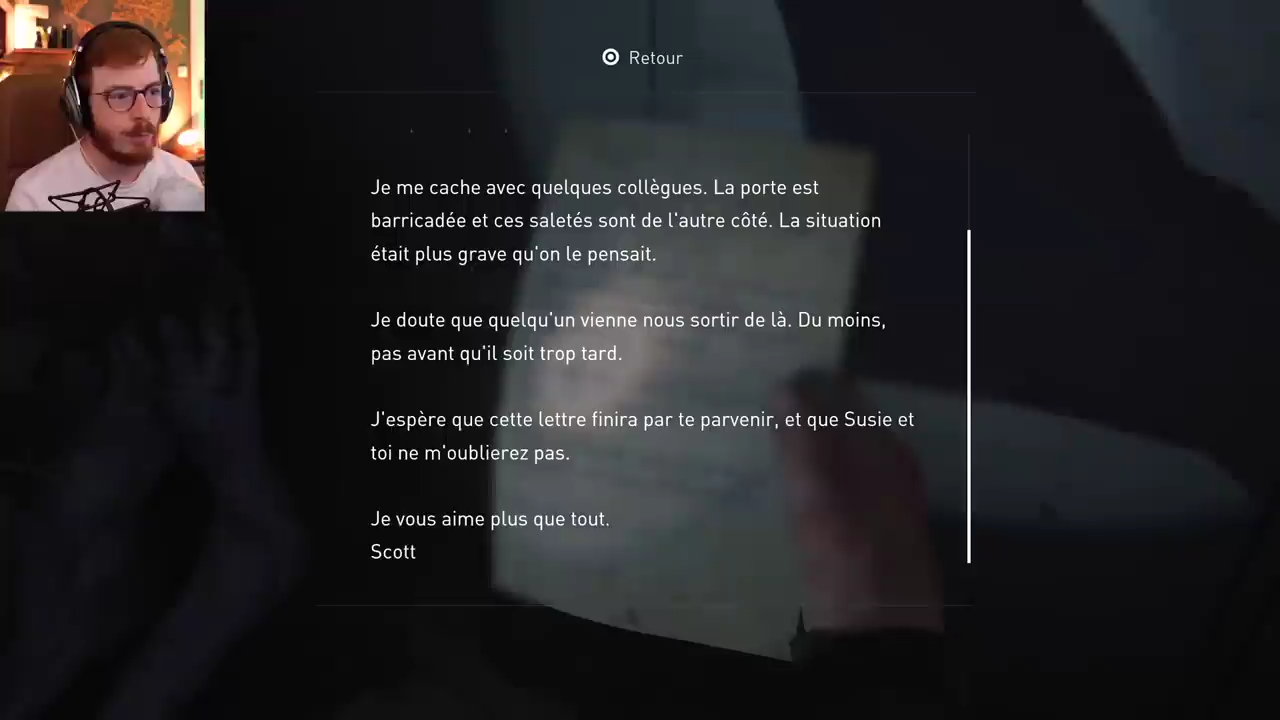 Retour
Je me cache avec quelques collègues. La porte est
barricadée et ces saletés sont de l'autre côté. La situation
était plus grave qu'on le pensait.
Je doute que quelqu'un vienne nous sortir de là. Du moins,
pas avant qu'il soit trop tard.
J'espère que cette lettre finira par te parvenir, et que Susie et
toi ne m'oublierez pas.
Je vous aime plus que tout.
Scott